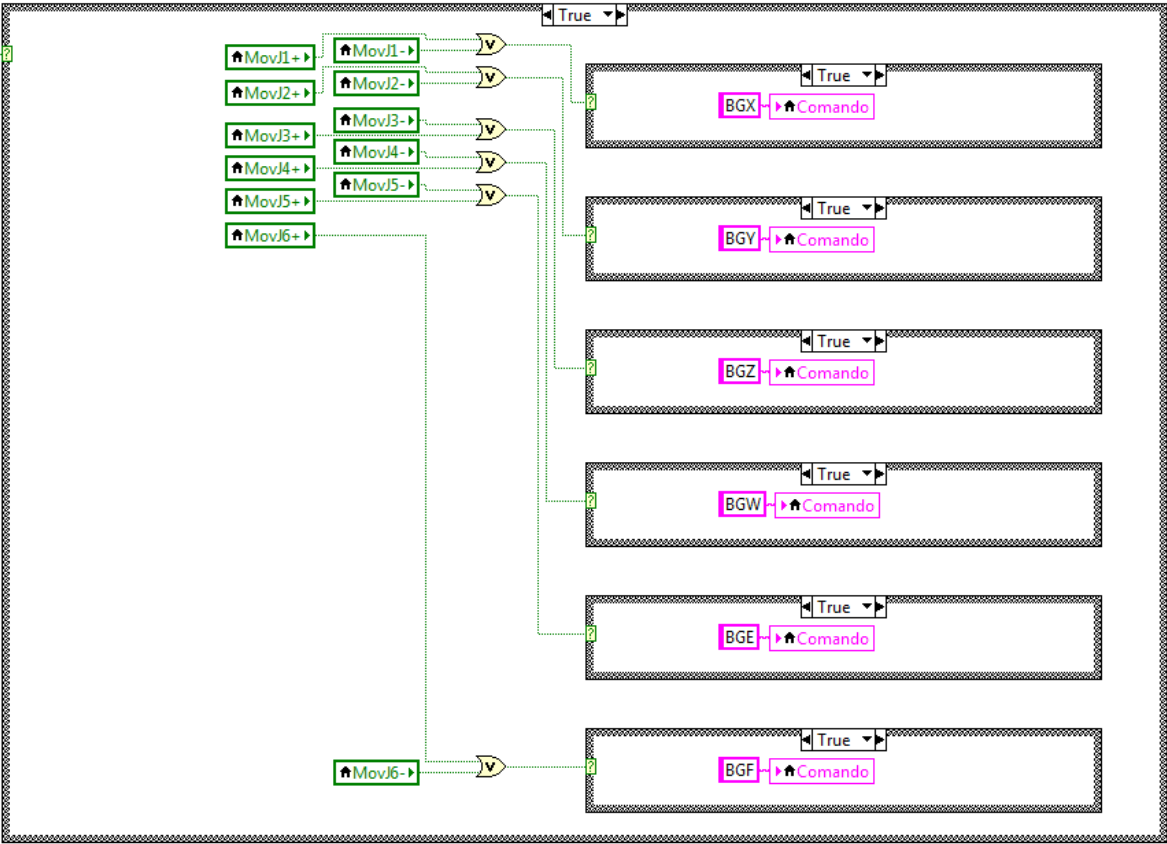 True
MovJ1+
MovJ1-
v
MovJ2+
MovJ2-
v
MovJ3+
MovJ3-
v
MovJ4+
MovJ4-
v
MovJ5+
MovJ5-
v
MovJ6+
MovJ6-
v
?
True
? BGX Comando
True
? BGY Comando
True
? BGZ Comando
True
? BGW Comando
True
? BGE Comando
True
? BGF Comando